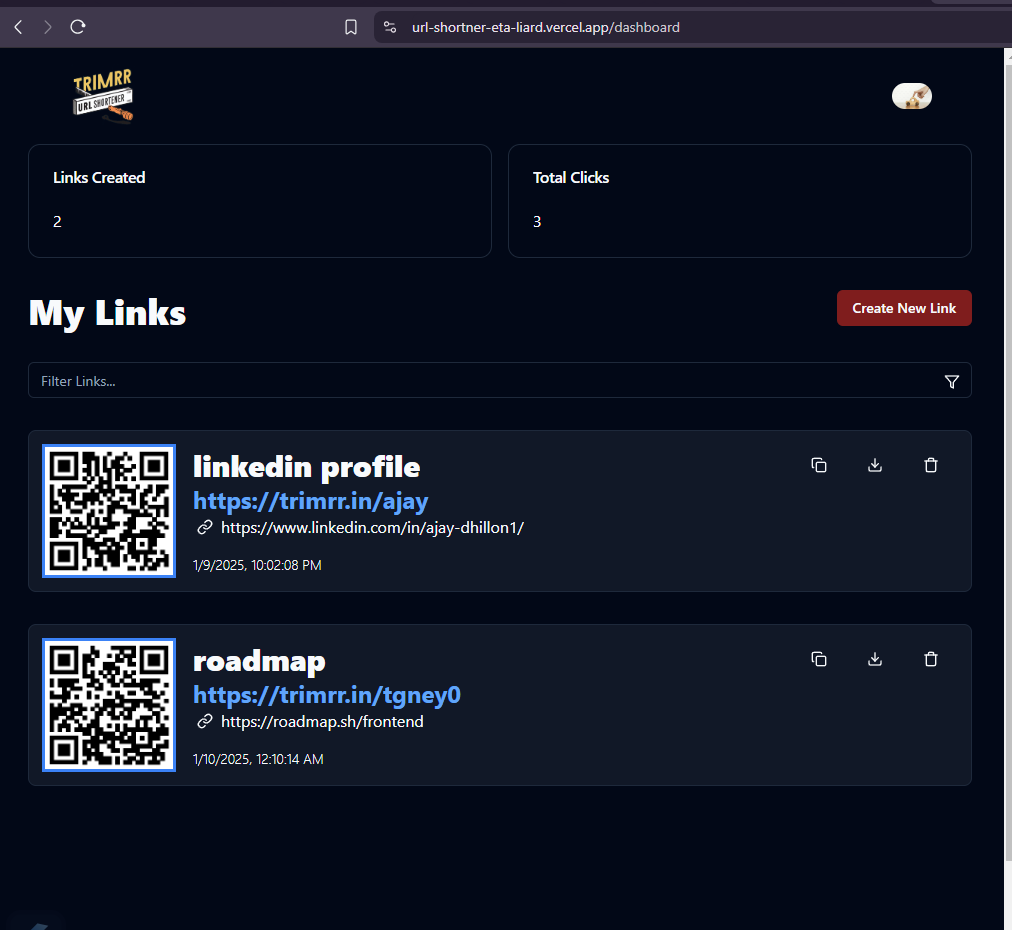 url-shortner-eta-liard.vercel.app/dashboard
TRIMRR
URL SHORTENER
Links Created
2
Total Clicks
3
My Links
Create New Link
Filter Links...
linkedin profile
https://trimrr.in/ajay
https://www.linkedin.com/in/ajay-dhillon1/
1/9/2025, 10:02:08 PM
roadmap
https://trimrr.in/tgney0
https://roadmap.sh/frontend
1/10/2025, 12:10:14 AM